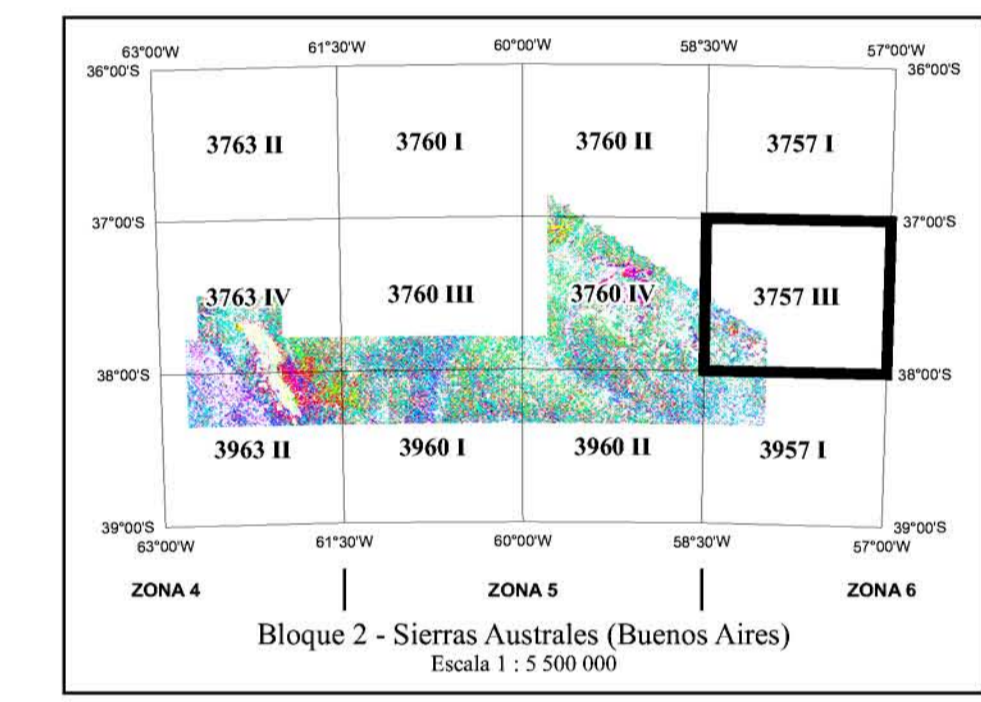 63°00'W 61°30'W 60°00'W 58°30'W 57°00'W
36°00'S 36°00'S
3763 II 3760 I 3760 II 3757 I
37°00'S 37°00'S
3763 IV 3760 III 3760 IV 3757 III
38°00'S 38°00'S
3963 II 3960 I 3960 II 3957 I
39°00'S 39°00'S
63°00'W 61°30'W 60°00'W 58°30'W 57°00'W
ZONA 4 ZONA 5 ZONA 6
Bloque 2 - Sierras Australes (Buenos Aires)
Escala 1 : 5 500 000